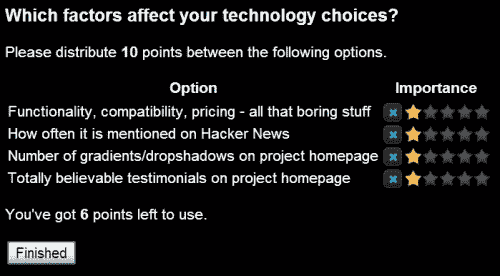 Which factors affect your technology choices?
Please distribute 10 points between the following options.
Option Importance
Functionality, compatibility, pricing - all that boring stuff
How often it is mentioned on Hacker News
Number of gradients/dropshadows on project homepage
Totally believable testimonials on project homepage
You've got 6 points left to use.
Finished